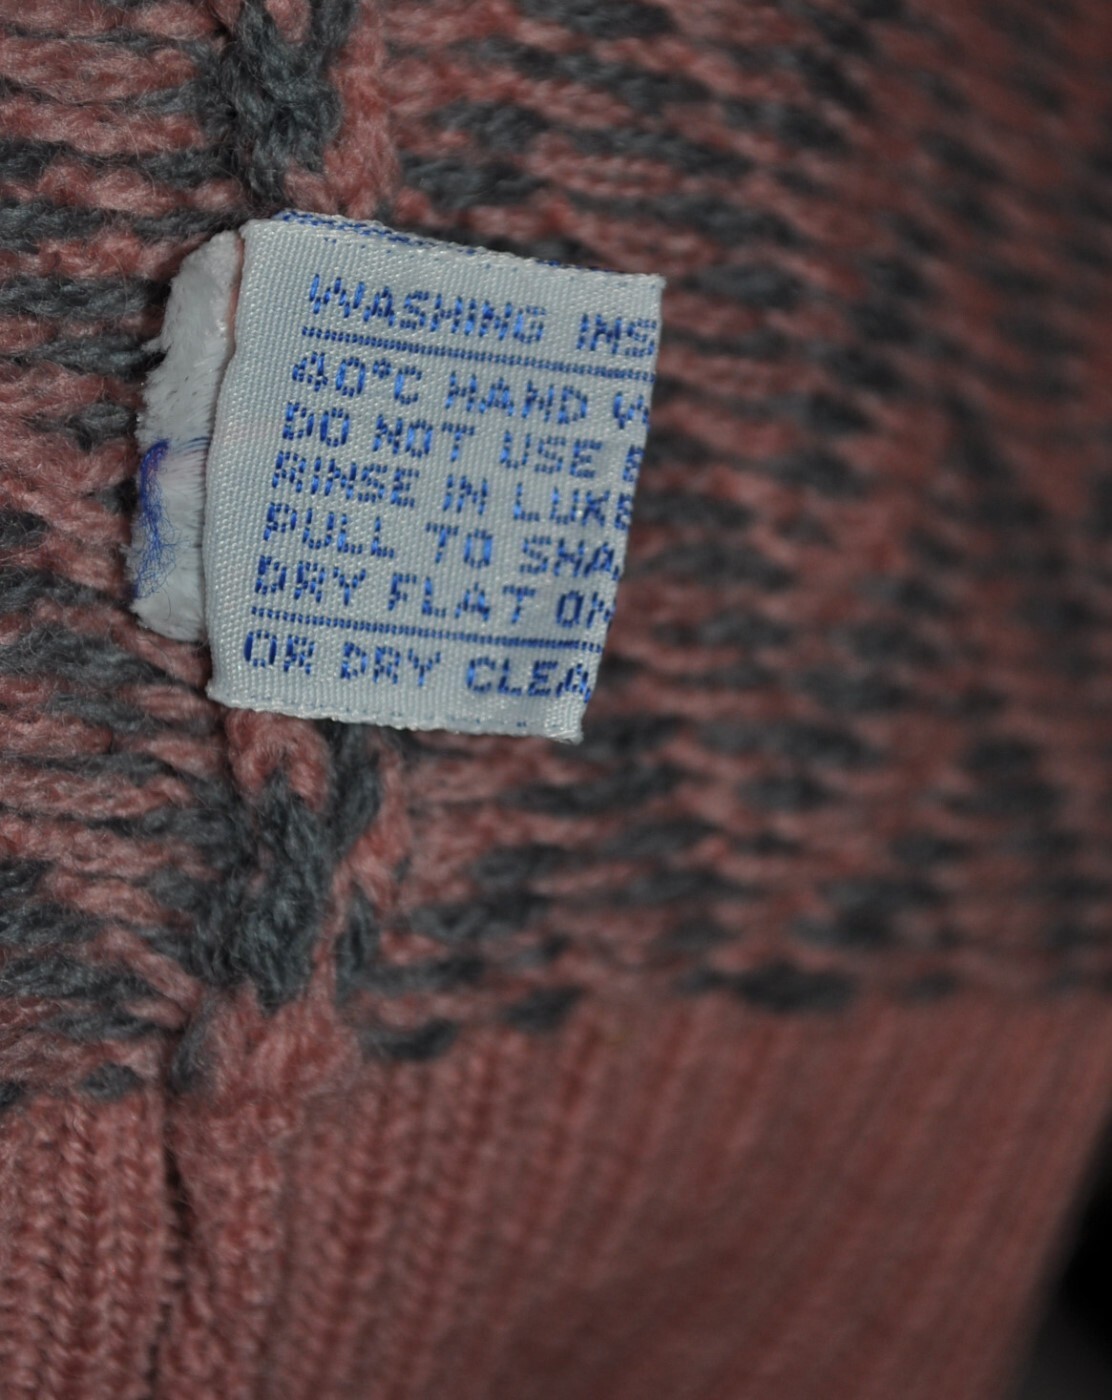 WASHING INS
40°C HAND W
DO NOT USE B
RINSE IN LUKE
PULL TO SHA
DRY FLAT ON
OR DRY CLEA